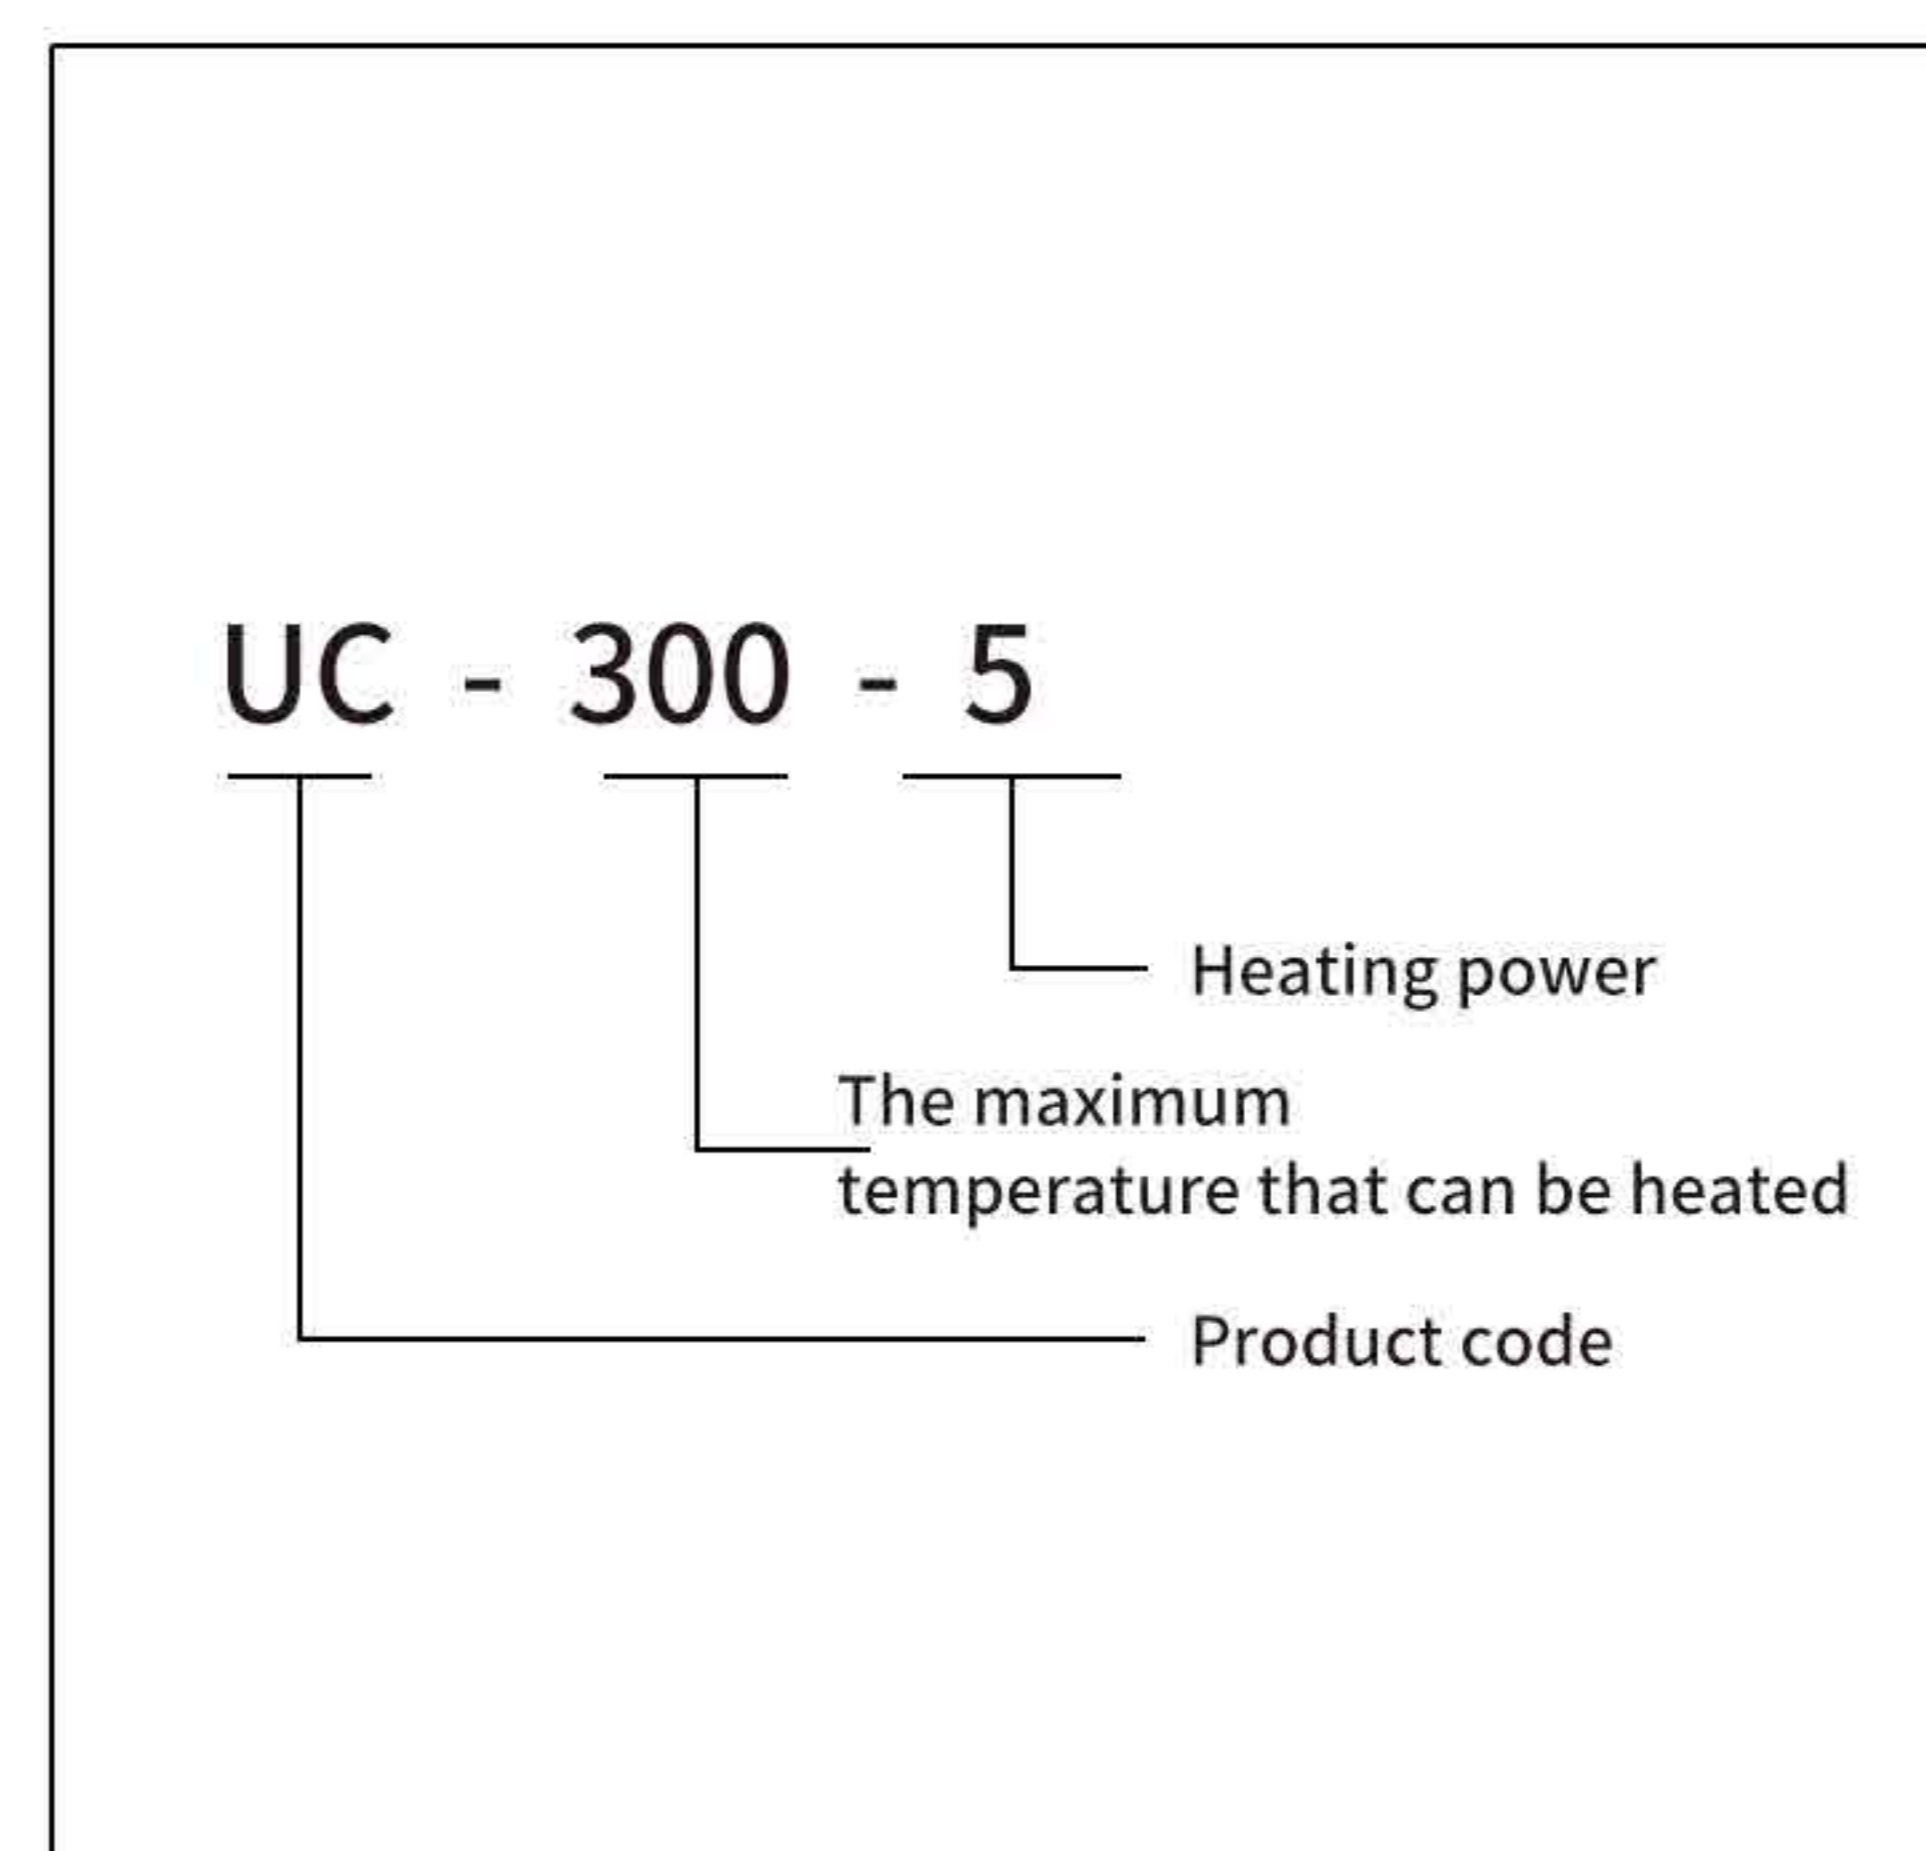 UC - 300 - 5
Heating power
The maximum
temperature that can be heated
Product code